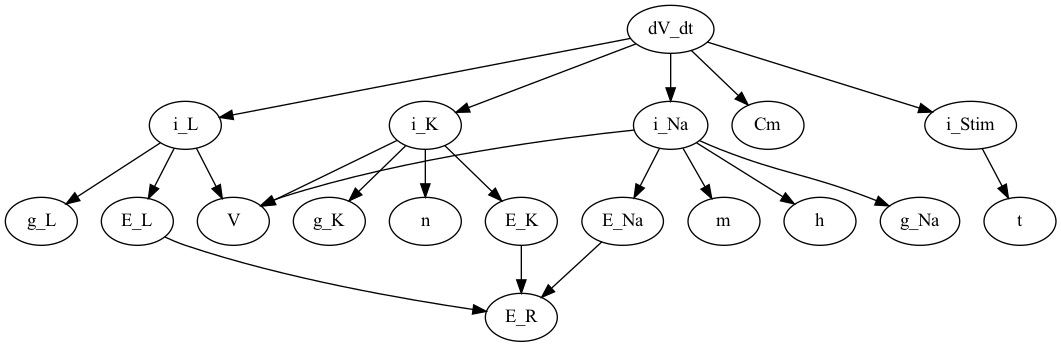 dV_dt
i_L
i_K
i_Na
Cm
i_Stim
g_L
E_L
V
g_K
n
E_K
E_Na
m
h
g_Na
t
E_R